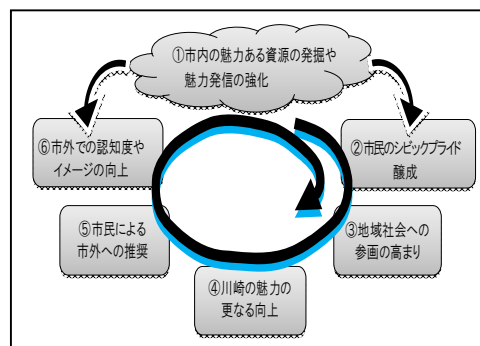 ①市内の魅力ある資源の発掘や
魅力発信の強化
②市民のシビックプライド
醸成
③地域社会への
参画の高まり
④川崎の魅力の
更なる向上
⑤市民による
市外への推奨
⑥市外での認知度や
イメージの向上